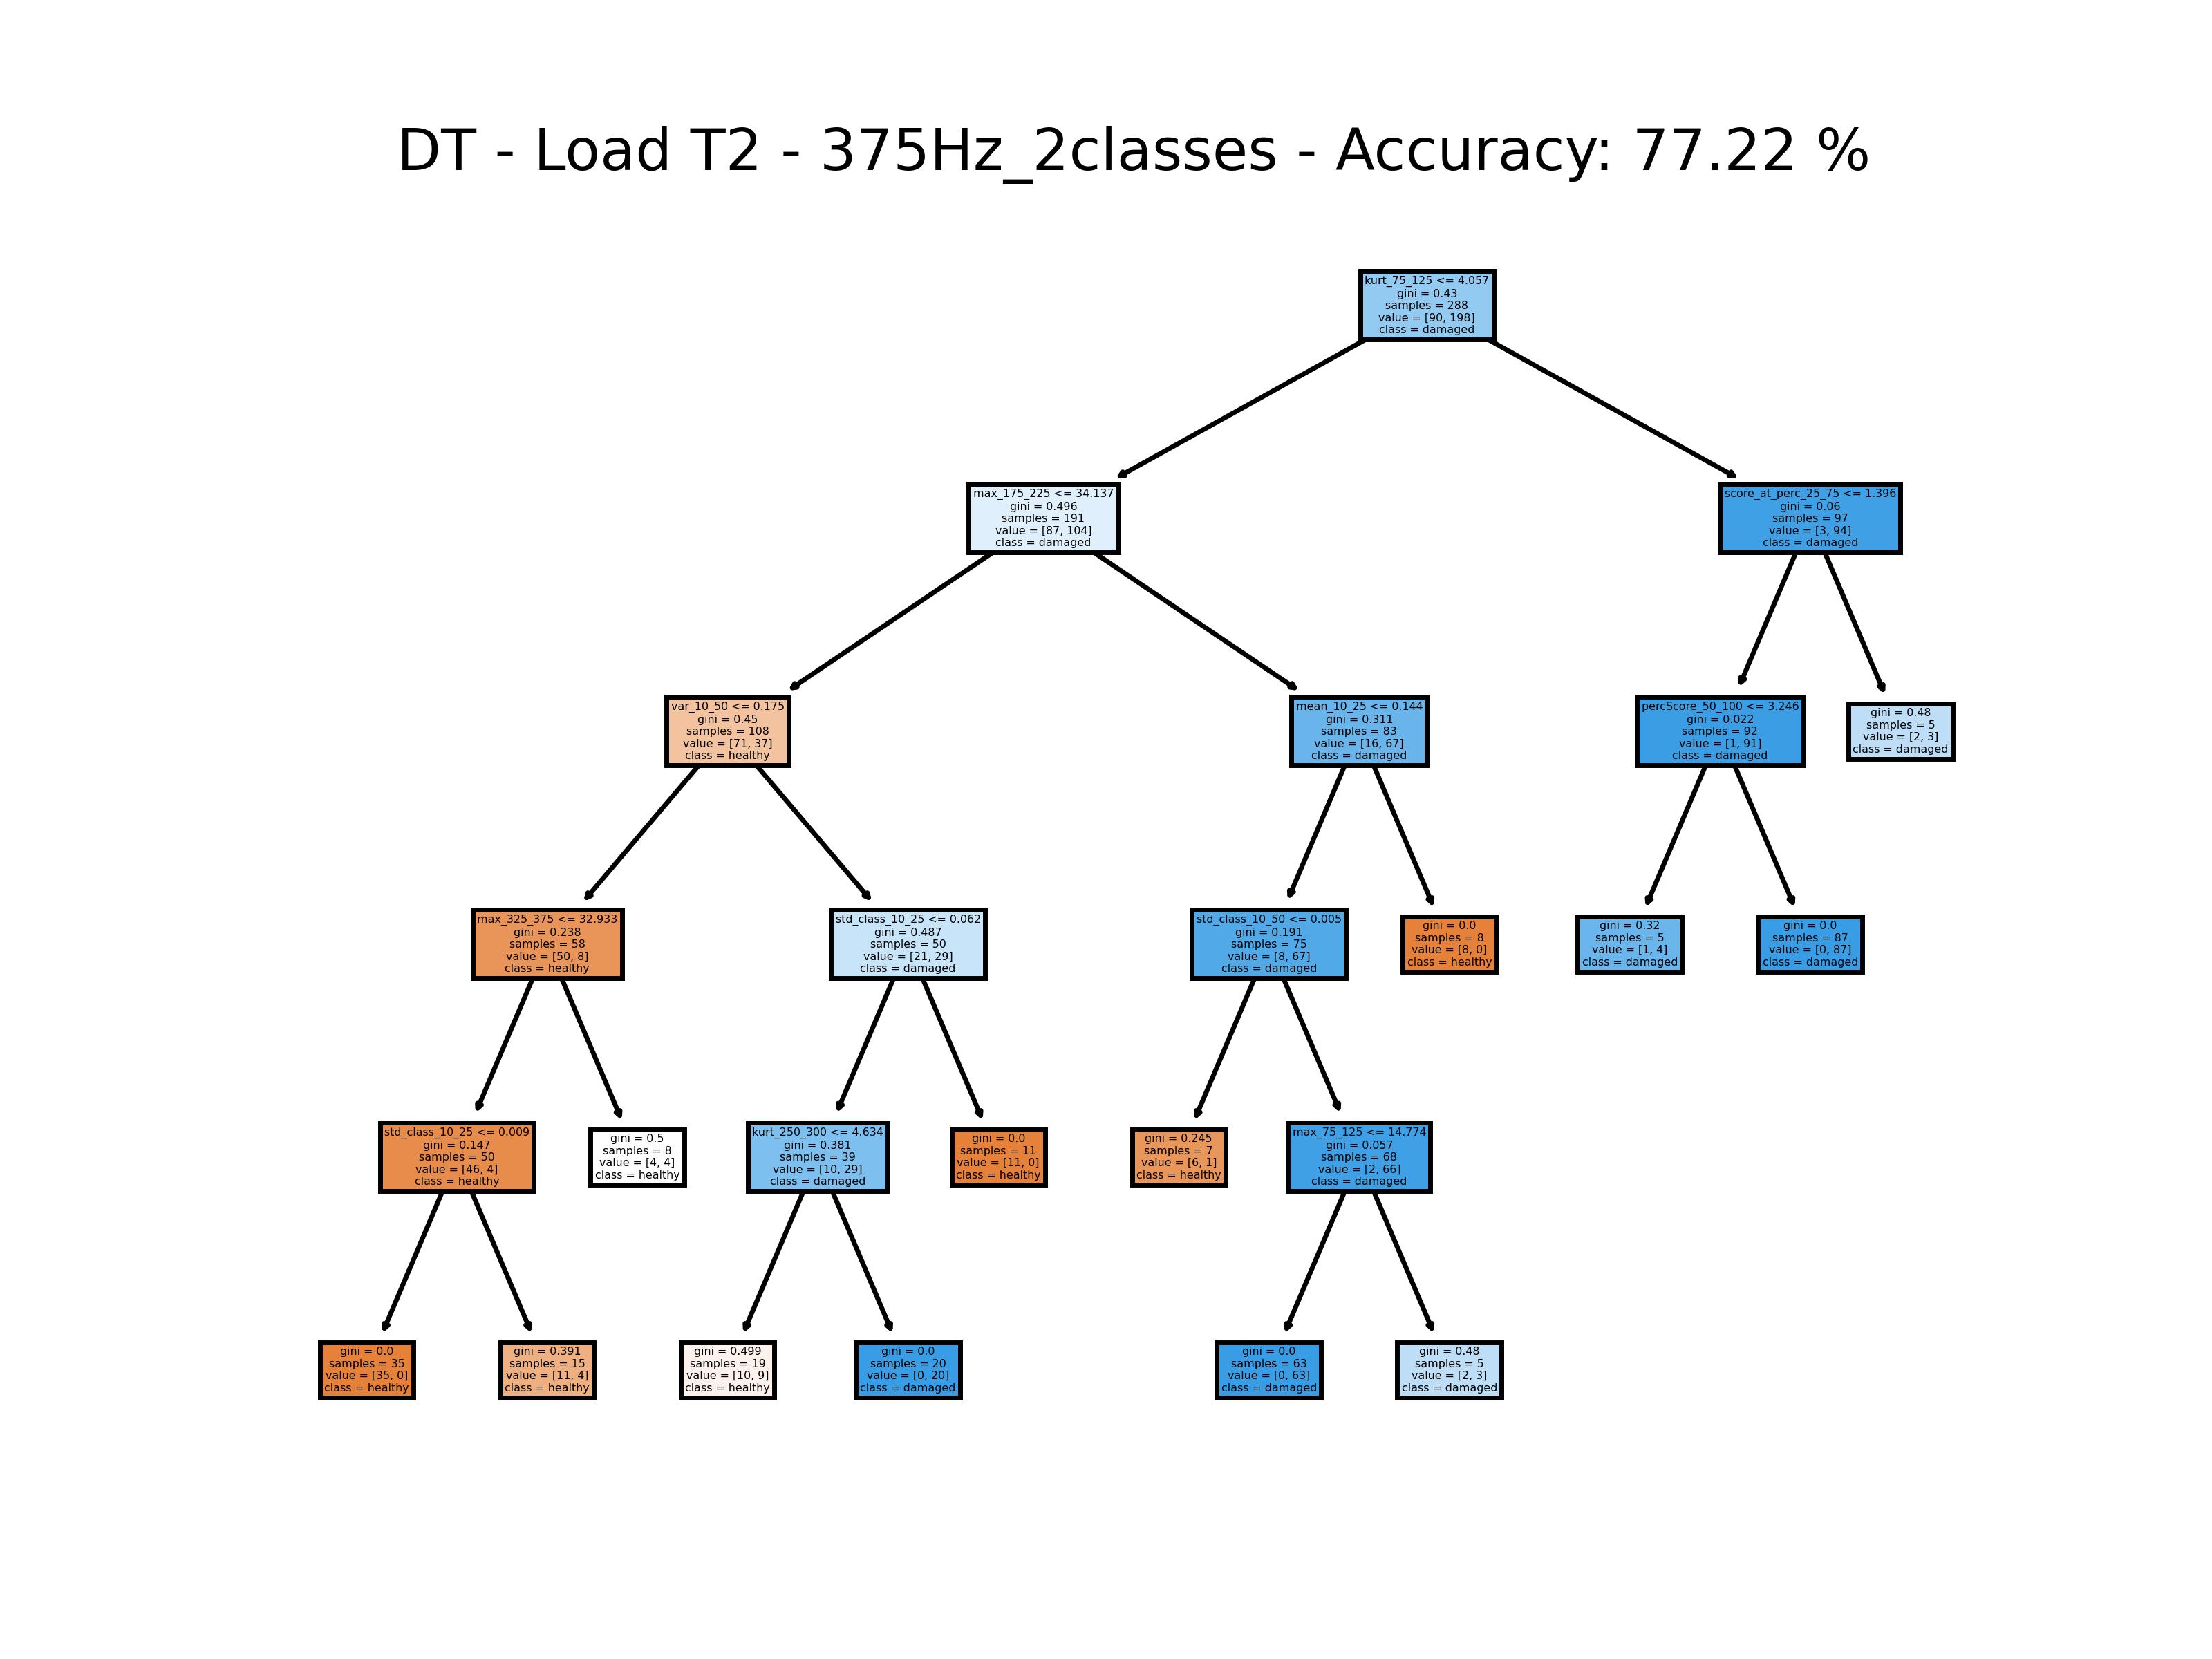 DT - Load T2 - 375Hz_2classes - Accuracy: 77.22 %
kurt_75_125 <= 4.057
gini = 0.43
samples = 288
value = [90, 198]
class = damaged
max_175_225 <= 34.137
gini = 0.496
samples = 191
value = [87, 104]
class = damaged
score_at_perc_25_75 <= 1.396
gini = 0.06
samples = 97
value = [3, 94]
class = damaged
var_10_50 <= 0.175
gini = 0.45
samples = 108
value = [71, 37]
class = healthy
mean_10_25 <= 0.144
gini = 0.311
samples = 83
value = [16, 67]
class = damaged
percScore_50_100 <= 3.246
gini = 0.022
samples = 92
value = [1, 91]
class = damaged
gini = 0.48
samples = 5
value = [2, 3]
class = damaged
max_325_375 <= 32.933
gini = 0.238
samples = 58
value = [50, 8]
class = healthy
std_class_10_25 <= 0.062
gini = 0.487
samples = 50
value = [21, 29]
class = damaged
std_class_10_50 <= 0.005
gini = 0.191
samples = 75
value = [8, 67]
class = damaged
gini = 0.0
samples = 8
value = [8, 0]
class = healthy
gini = 0.32
samples = 5
value = [1, 4]
class = damaged
gini = 0.0
samples = 87
value = [0, 87]
class = damaged
std_class_10_25 <= 0.009
gini = 0.147
samples = 50
value = [46, 4]
class = healthy
gini = 0.5
samples = 8
value = [4, 4]
class = healthy
kurt_250_300 <= 4.634
gini = 0.381
samples = 39
value = [10, 29]
class = damaged
gini = 0.0
samples = 11
value = [11, 0]
class = healthy
gini = 0.245
samples = 7
value = [6, 1]
class = healthy
max_75_125 <= 14.774
gini = 0.057
samples = 68
value = [2, 66]
class = damaged
gini = 0.0
samples = 35
value = [35, 0]
class = healthy
gini = 0.391
samples = 15
value = [11, 4]
class = healthy
gini = 0.499
samples = 19
value = [10, 9]
class = healthy
gini = 0.0
samples = 20
value = [0, 20]
class = damaged
gini = 0.0
samples = 63
value = [0, 63]
class = damaged
gini = 0.48
samples = 5
value = [2, 3]
class = damaged